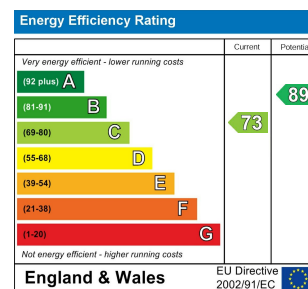 Energy Efficiency Rating
Current
Potentia
Very energy efficient - lower running costs
(92 plus) A
(81-91) B
(69-80) C
(55-68) D
(39-54) E
(21-38) F
(1-20) G
73
89
Not energy efficient - higher running costs
England & Wales
EU Directive
2002/91/EC